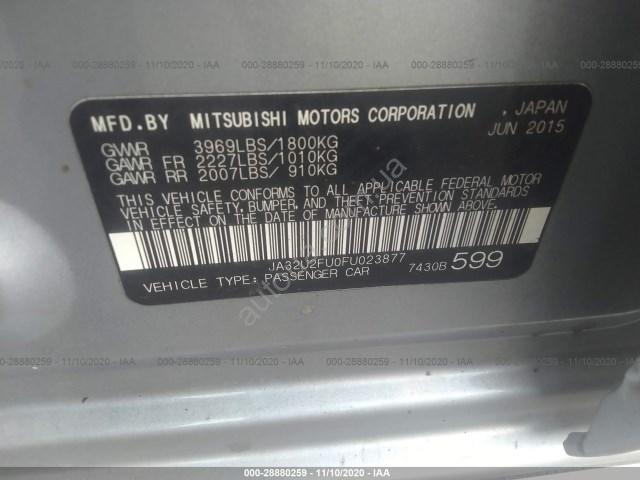 000-28880259 - 11/10/2020 - IAA
MFD.BY MITSUBISHI MOTORS CORPORATION , JAPAN
JUN 2015
GVWR 3969LBS/1800KG
GAWR FR 2227LBS/1010KG
GAWR RR 2007LBS/ 910KG
THIS VEHICLE CONFORMS TO ALL APPLICABLE FEDERAL MOTOR
VEHICLE SAFETY, BUMPER, AND THEFT PREVENTION STANDARDS
IN EFFECT ON THE DATE OF MANUFACTURE SHOWN ABOVE.
JA32U2FU0FU023877
VEHICLE TYPE: PASSENGER CAR 7430B 599
000-28880259 - 11/10/2020 - IAA
000-28880259 - 11/10/2020 - IAA